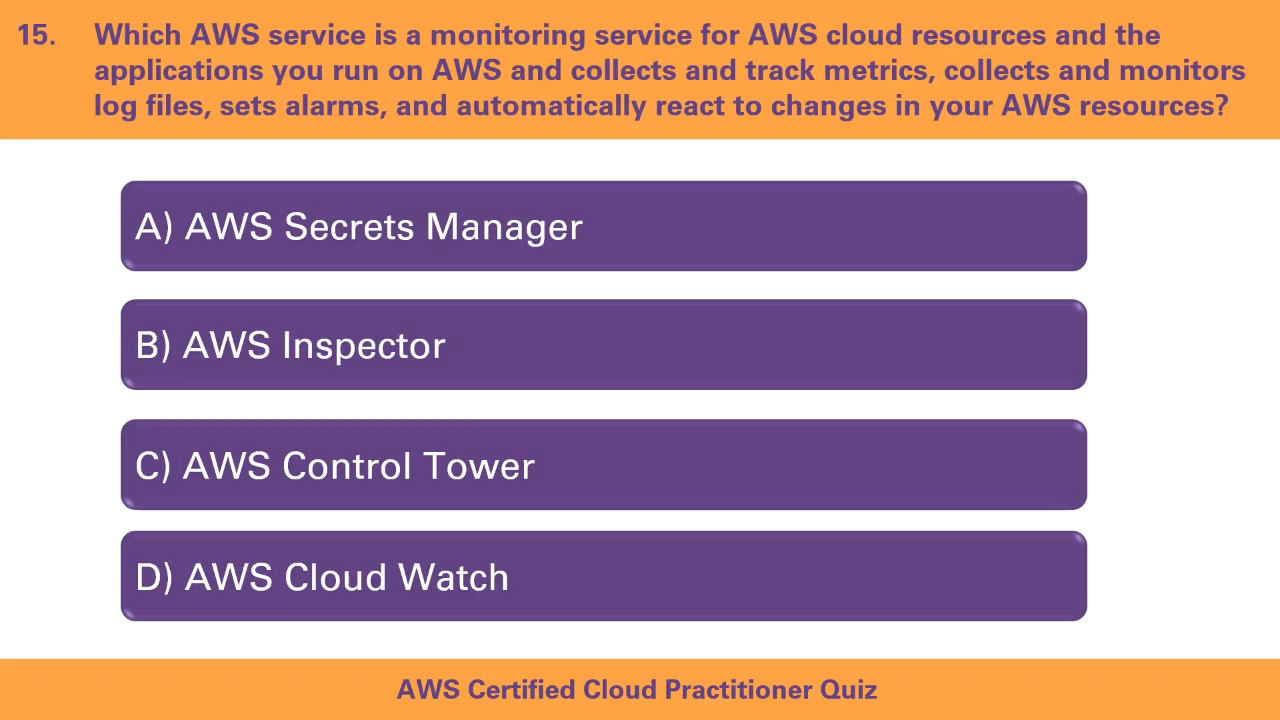 15. Which AWS service is a monitoring service for AWS cloud resources and the
applications you run on AWS and collects and track metrics, collects and monitors
log files, sets alarms, and automatically react to changes in your AWS resources?
A) AWS Secrets Manager
B) AWS Inspector
C) AWS Control Tower
D) AWS Cloud Watch
AWS Certified Cloud Practitioner Quiz